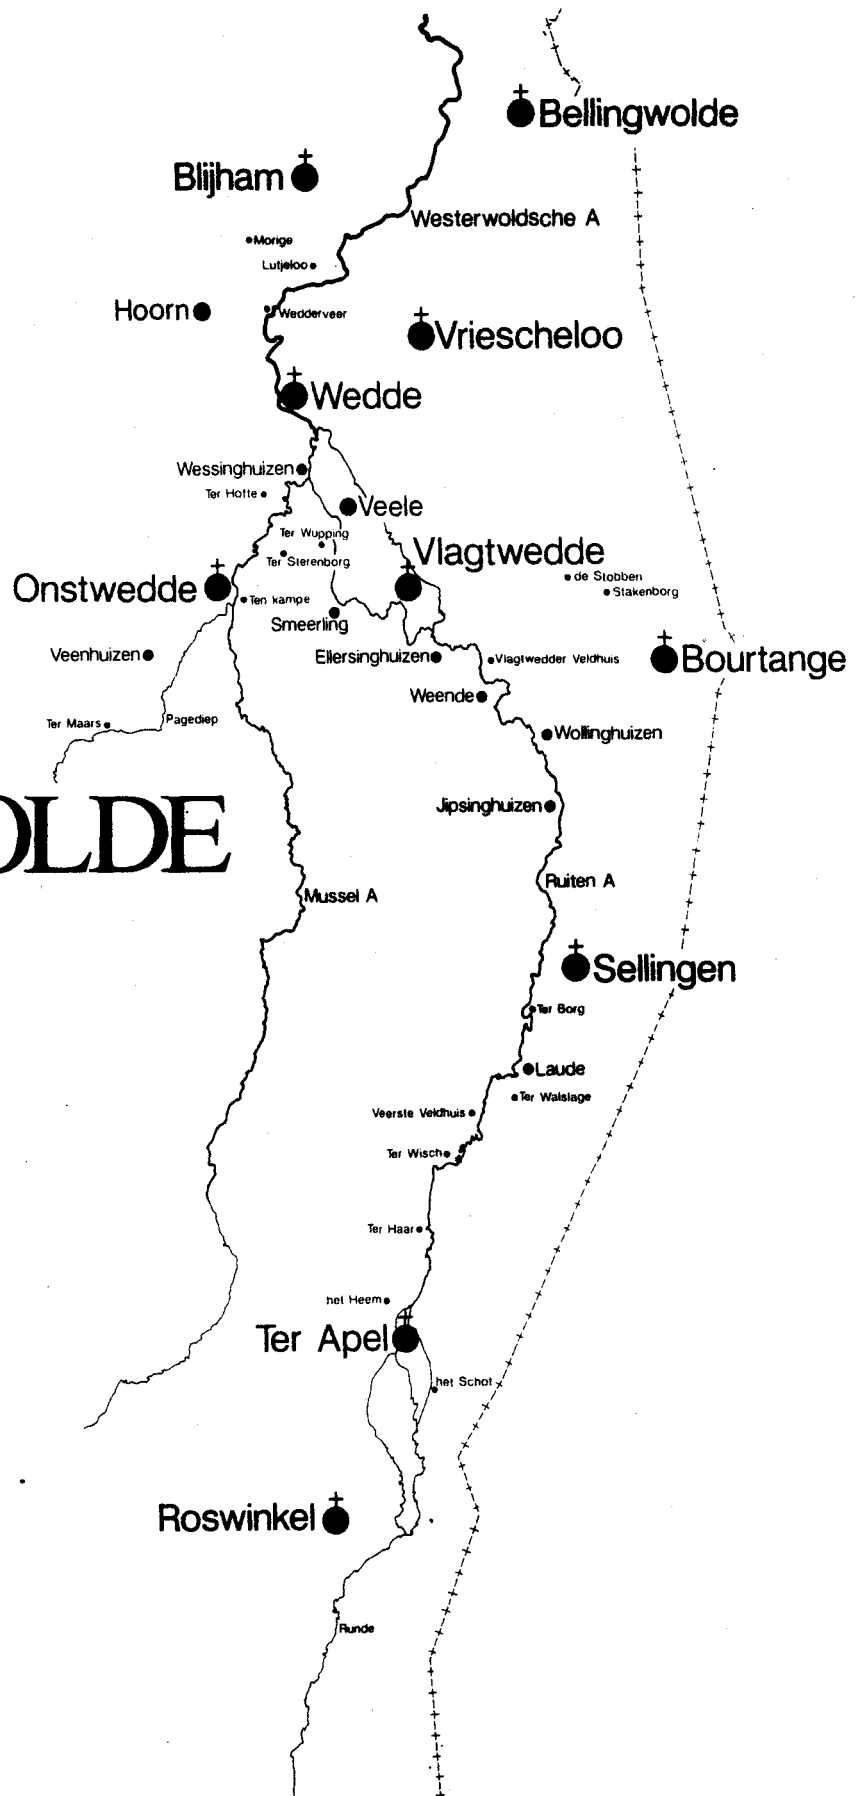 Bellingwolde
Blijham
Westerwoldsche A
Morige
Lutjeloo
Hoorn
Wedderveer
Vriescheloo
Wedde
Wessinghuizen
Ter Holte
Veele
Ter Wupping
Vlagtwedde
Ter Sterenborg
de Stobben
Onstwedde
Stakenborg
Ten kampe
Smeerling
Veenhuizen
Ellersinghuizen
Vlagtwedder Veldhuis
Bourtange
Weende
Ter Maars
Pagediep
Wollinghuizen
Jipsinghuizen
OLDE
Ruiten A
Mussel A
Sellingen
Ter Borg
Laude
Ter Walslage
Veerste Veldhuis
Ter Wisch
Ter Haar
het Heem
Ter Apel
het Schot
Roswinkel
Runde